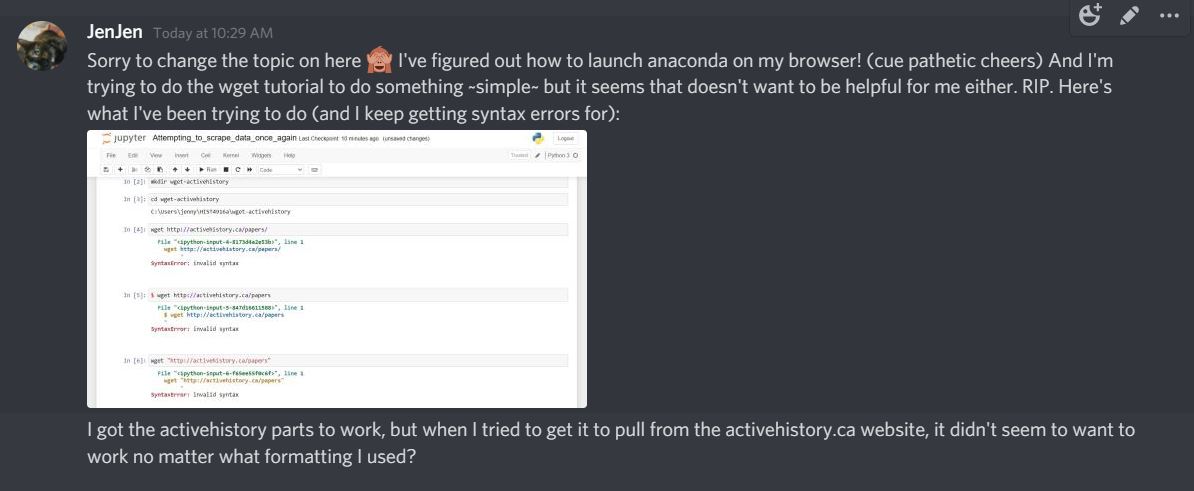 JenJen Today at 10:29 AM
Sorry to change the topic on here 🙈 I've figured out how to launch anaconda on my browser! (cue pathetic cheers) And I'm
trying to do the wget tutorial to do something ~simple~ but it seems that doesn't want to be helpful for me either. RIP. Here's
what I've been trying to do (and I keep getting syntax errors for):
jupyter Attempting_to_scrape_data_once_again Last Checkpoint: 10 minutes ago (unsaved changes) Logout
File Edit View Insert Cell Kernel Widgets Help Trusted Python 3
Run Code
In [2]: mkdir wget-activehistory
In [3]: cd wget-activehistory
C:\Users\jenny\HIST4916a\wget-activehistory
In [4]: wget http://activehistory.ca/papers/
File "<ipython-input-4-8173d4a2e53b>", line 1
wget http://activehistory.ca/papers/
^
SyntaxError: invalid syntax
In [5]: $ wget http://activehistory.ca/papers
File "<ipython-input-5-847d16611588>", line 1
$ wget http://activehistory.ca/papers
^
SyntaxError: invalid syntax
In [6]: wget "http://activehistory.ca/papers"
File "<ipython-input-6-f65ee55f0c6f>", line 1
wget "http://activehistory.ca/papers"
^
SyntaxError: invalid syntax
I got the activehistory parts to work, but when I tried to get it to pull from the activehistory.ca website, it didn't seem to want to
work no matter what formatting I used?